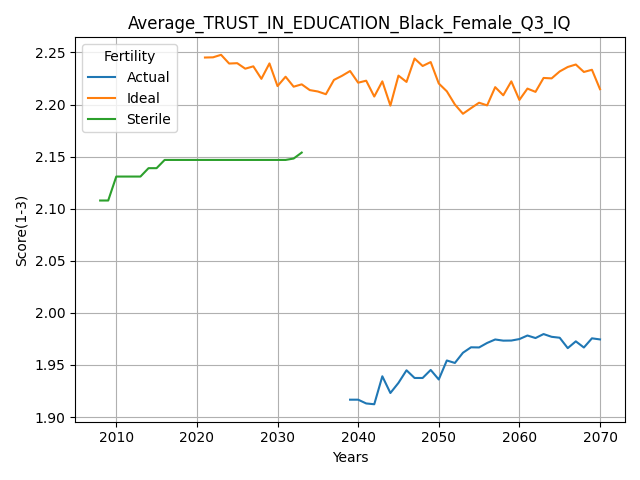 Average_TRUST_IN_EDUCATION_Black_Female_Q3_IQ
Fertility
Actual
Ideal
Sterile
Score(1-3)
2.25
2.20
2.15
2.10
2.05
2.00
1.95
1.90
2010 2020 2030 2040 2050 2060 2070
Years